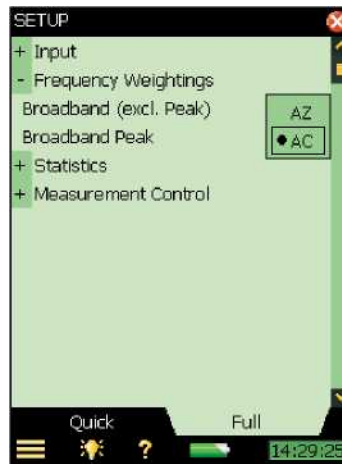 SETUP
+ Input
- Frequency Weightings
Broadband (excl. Peak)
AZ
Broadband Peak
AC
+ Statistics
+ Measurement Control
Quick
Full
?
14:29:25